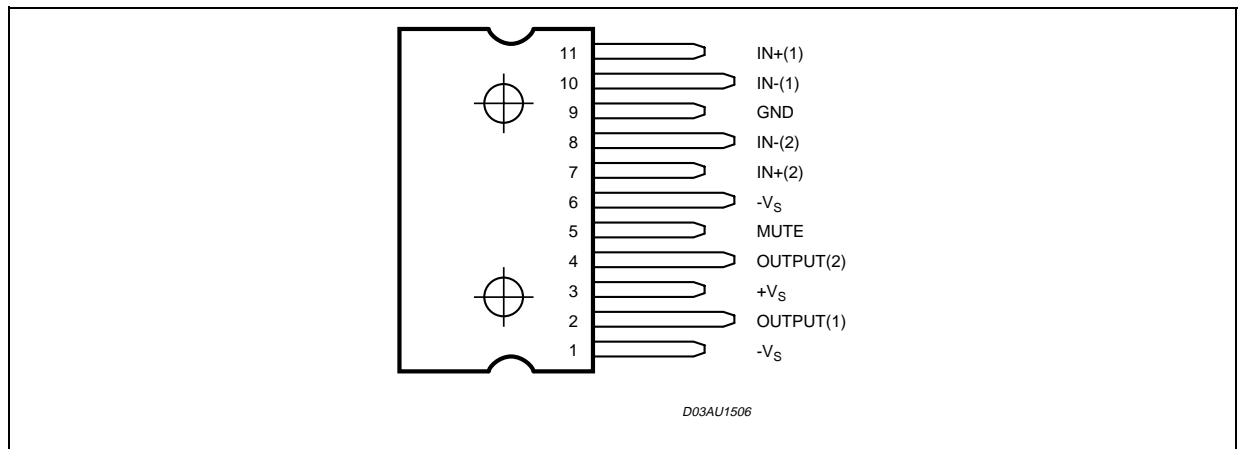 11 IN+(1)
10 IN-(1)
9 GND
8 IN-(2)
7 IN+(2)
6 -VS
5 MUTE
4 OUTPUT(2)
3 +VS
2 OUTPUT(1)
1 -VS
D03AU1506